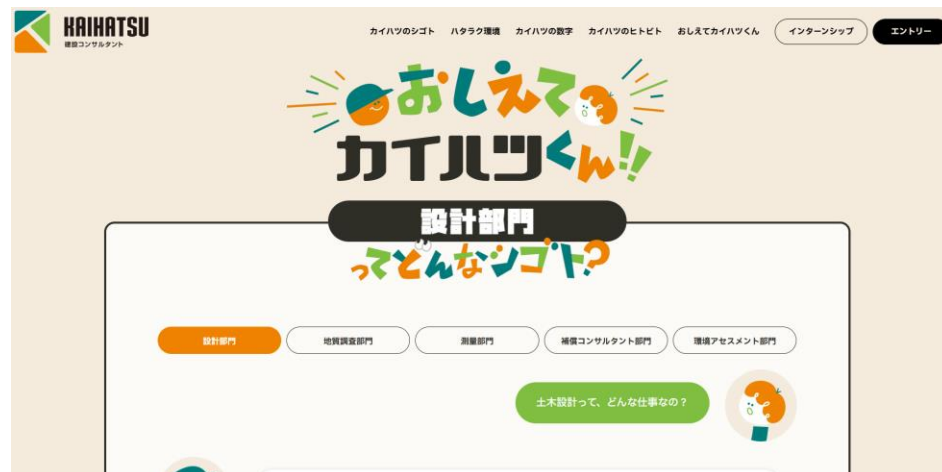 KAIHATSU
建設コンサルタント
カイハツのシゴト ハタラク環境 カイハツの数字 カイハツのヒトビト おしえてカイハツくん インターンシップ エントリー
おしえて
カイハツくん!!
設計部門
ってどんなシゴト?
設計部門 地質調査部門 測量部門 補償コンサルタント部門 環境アセスメント部門
土木設計って、どんな仕事なの？